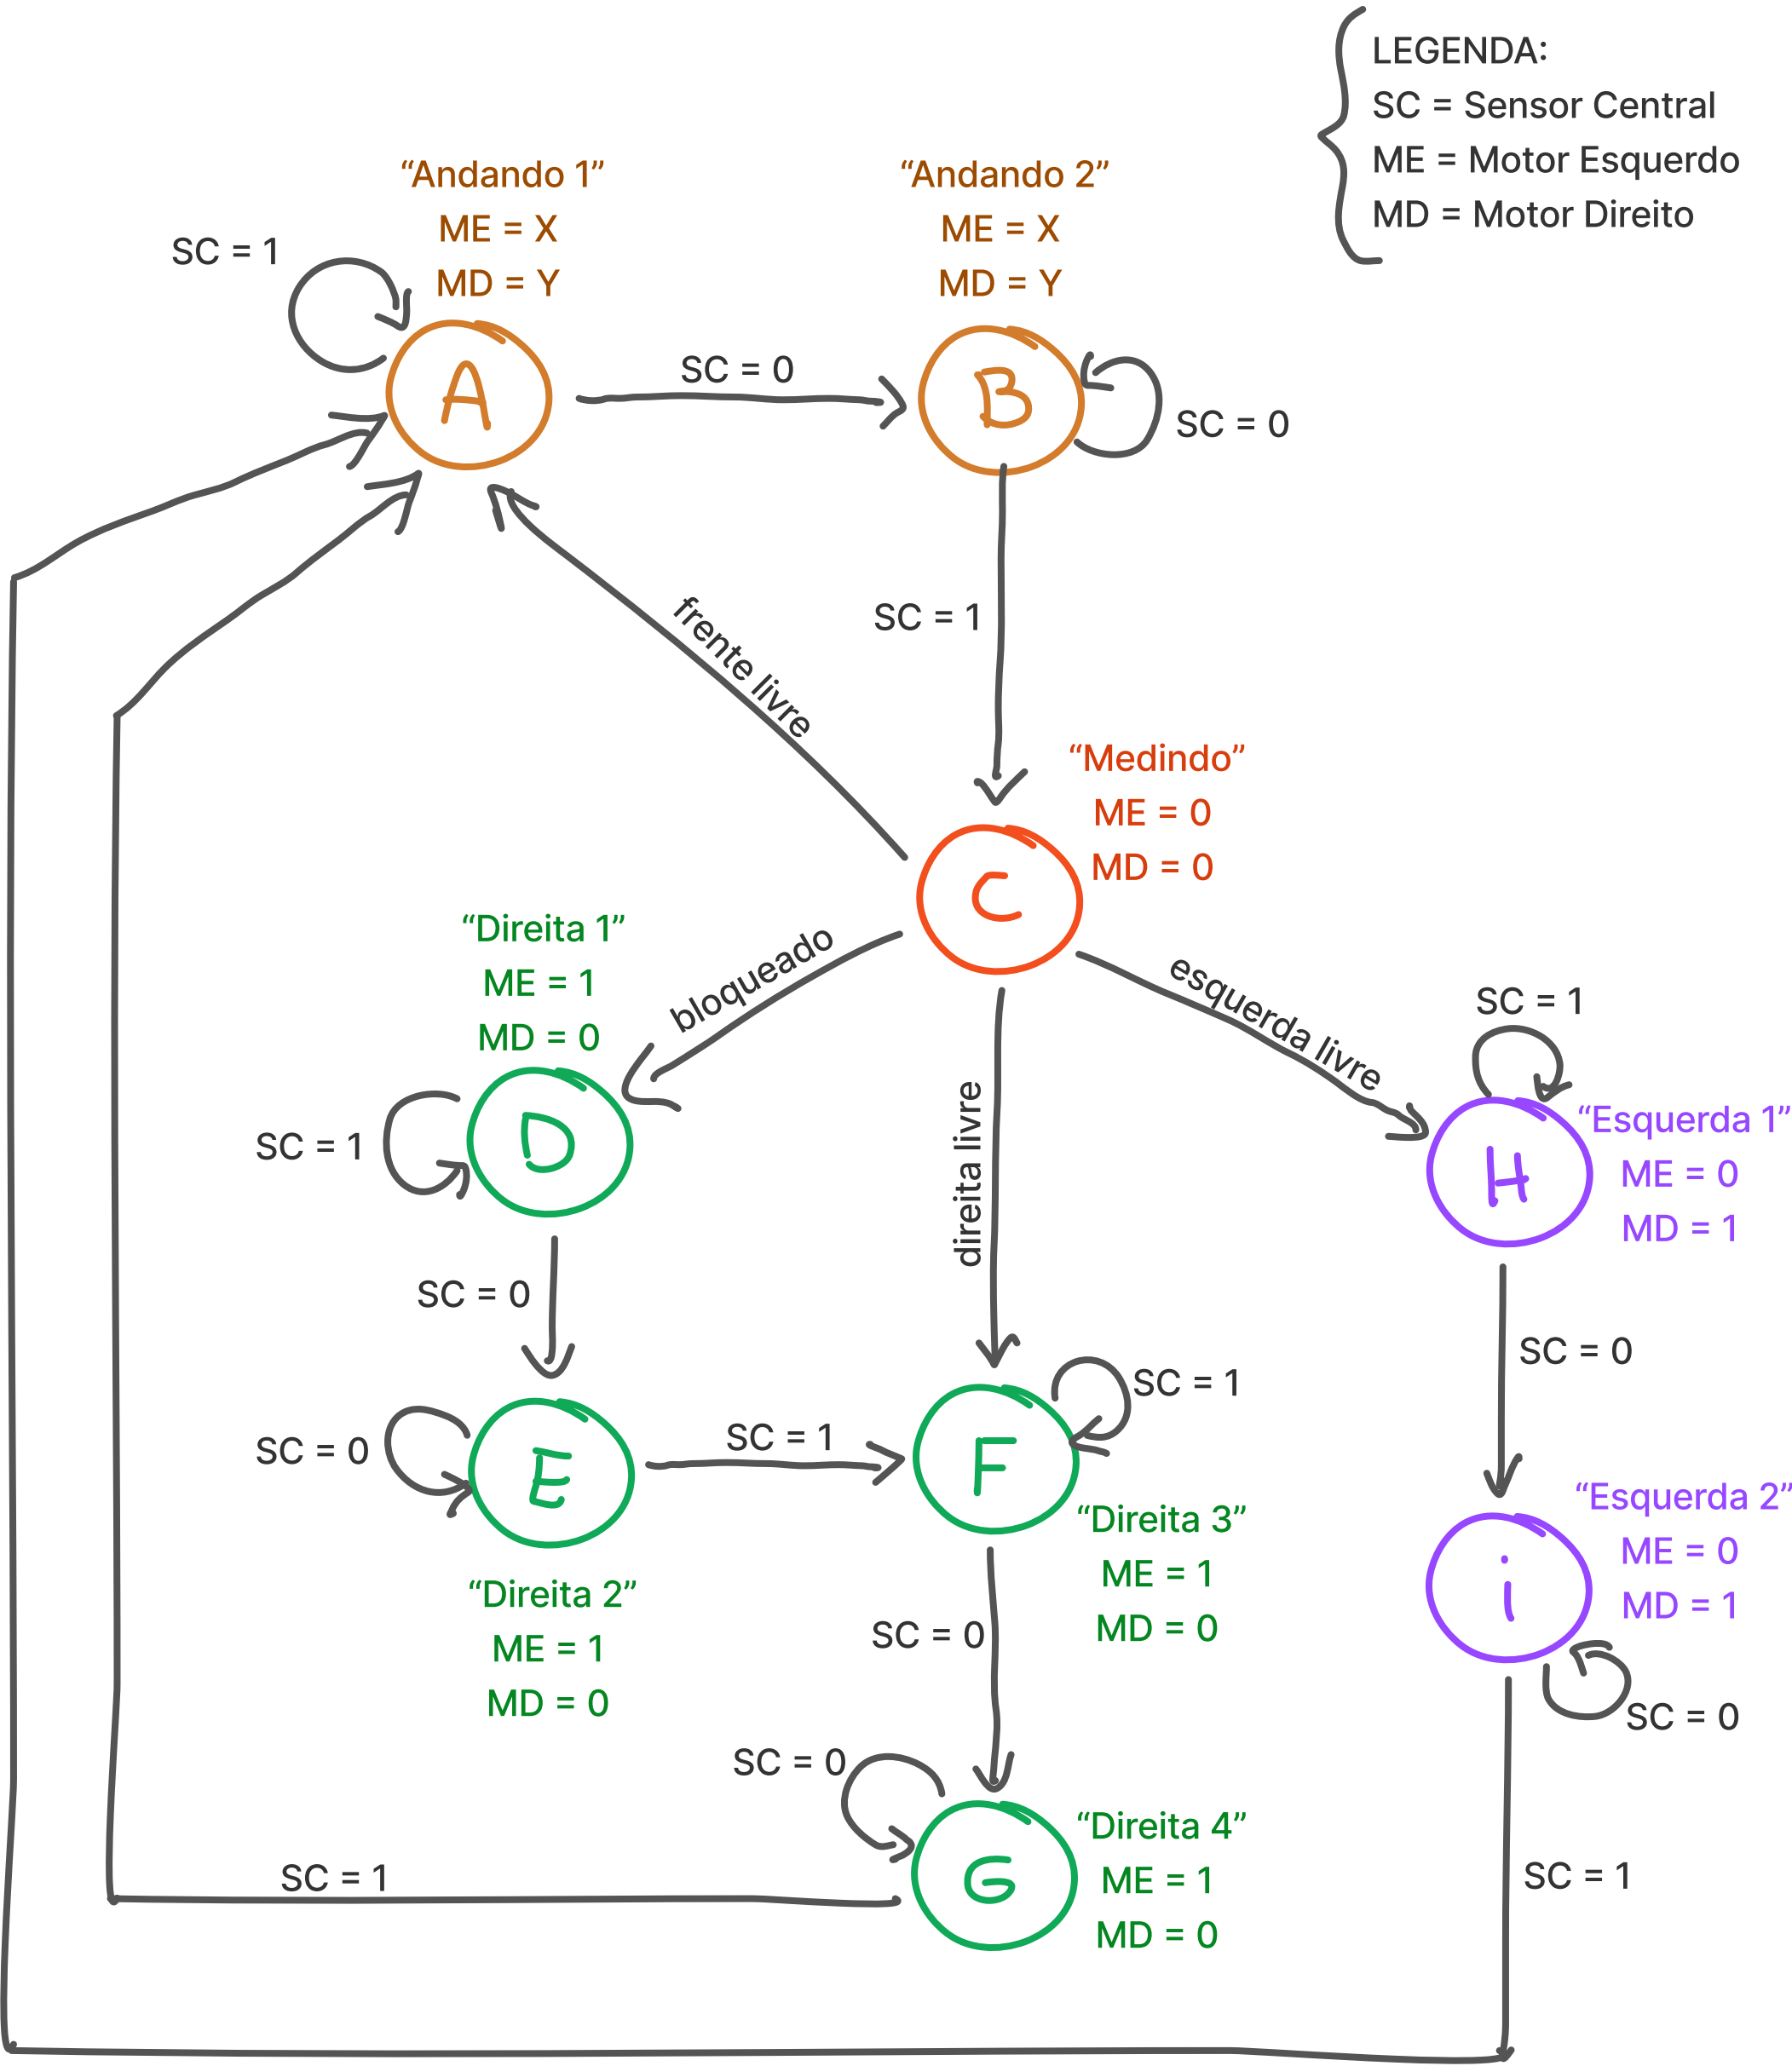 LEGENDA:
SC = Sensor Central
ME = Motor Esquerdo
MD = Motor Direito
“Andando 1”
ME = X
MD = Y
“Andando 2”
ME = X
MD = Y
SC = 1
A
SC = 0
B
SC = 0
SC = 1
frente livre
“Medindo”
ME = 0
MD = 0
C
“Direita 1”
ME = 1
MD = 0
bloqueado
esquerda livre
direita livre
SC = 1
D
SC = 1
“Esquerda 1”
ME = 0
MD = 1
H
SC = 0
SC = 0
SC = 0
E
SC = 1
F
SC = 1
“Direita 2”
ME = 1
MD = 0
“Direita 3”
ME = 1
MD = 0
“Esquerda 2”
ME = 0
MD = 1
i
SC = 0
SC = 0
SC = 0
G
“Direita 4”
ME = 1
MD = 0
SC = 1
SC = 1